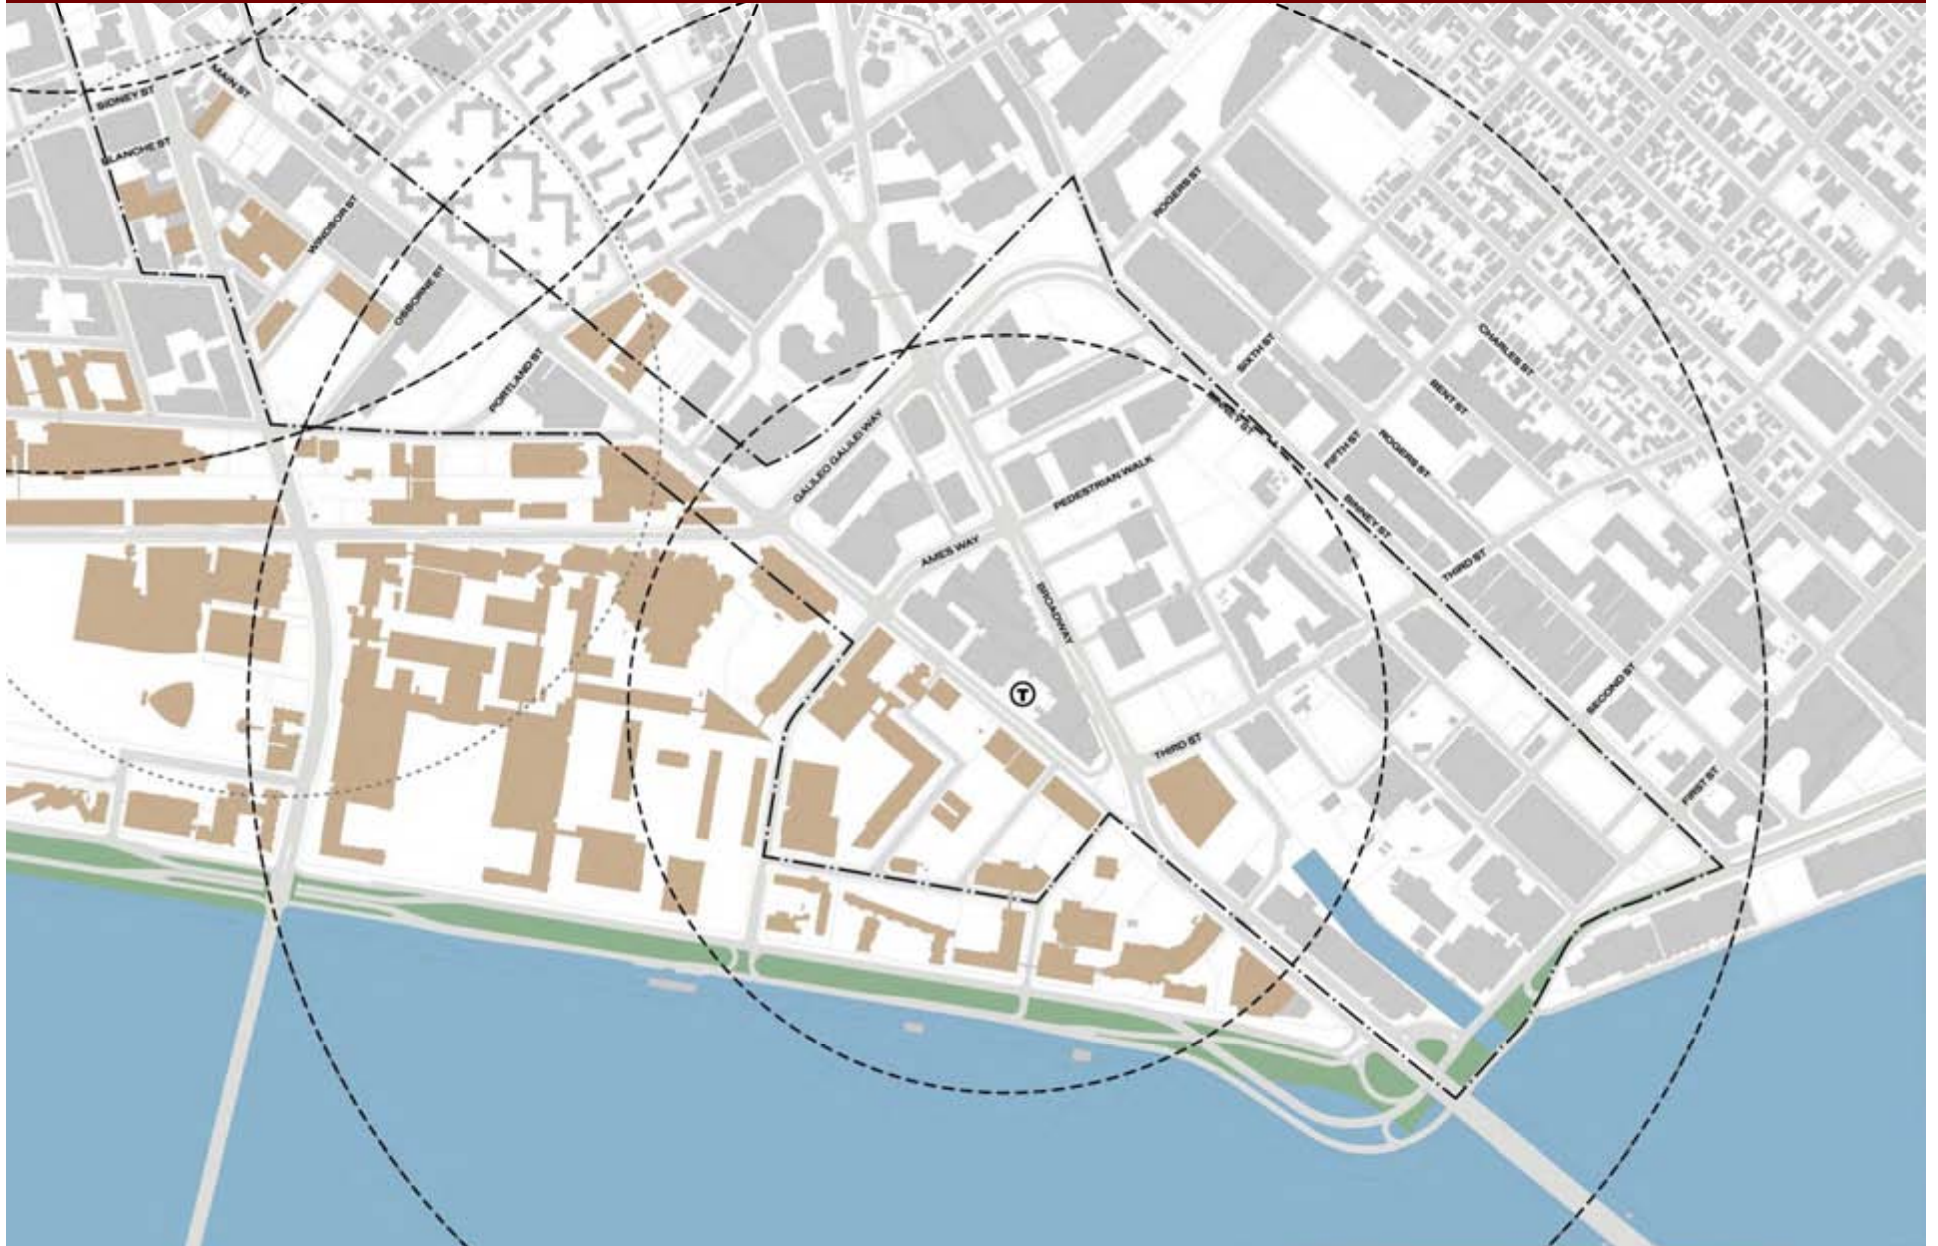 MAIN ST
SIDNEY ST
BLANCHE ST
ROGERS ST
WINDSOR ST
OSBORNE ST
PORTLAND ST
SIXTH ST
CHARLES ST
BENT ST
BINNEY ST
GALILEO GALILEI WAY
FIFTH ST
ROGERS ST
PEDESTRIAN WALK
BINNEY ST
AMES WAY
THIRD ST
BROADWAY
T
SECOND ST
THIRD ST
FIRST ST